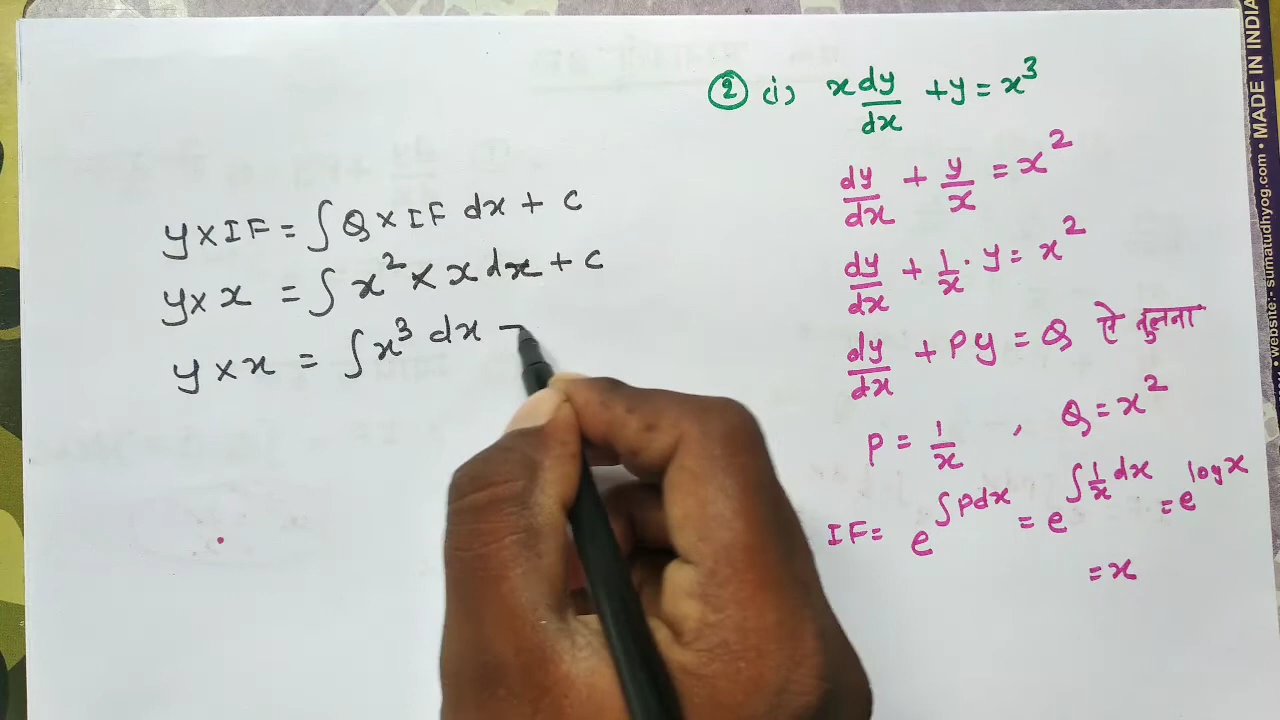 ② (i) x dy/dx + y = x³
dy/dx + y/x = x²
dy/dx + 1/x · y = x²
dy/dx + Py = Q ऐ तुलना
P = 1/x , Q = x²
IF = e^∫Pdx = e^∫1/x dx = e^log x
= x
y × IF = ∫Q × IF dx + c
y × x = ∫x² × x dx + c
y × x = ∫x³ dx −
website:- sumatudhyog.com • MADE IN INDIA